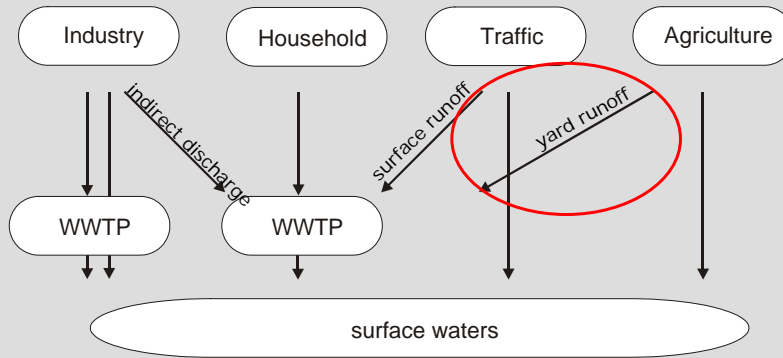 Industry
Household
Traffic
Agriculture
indirect discharge
surface runoff
yard runoff
WWTP
WWTP
surface waters